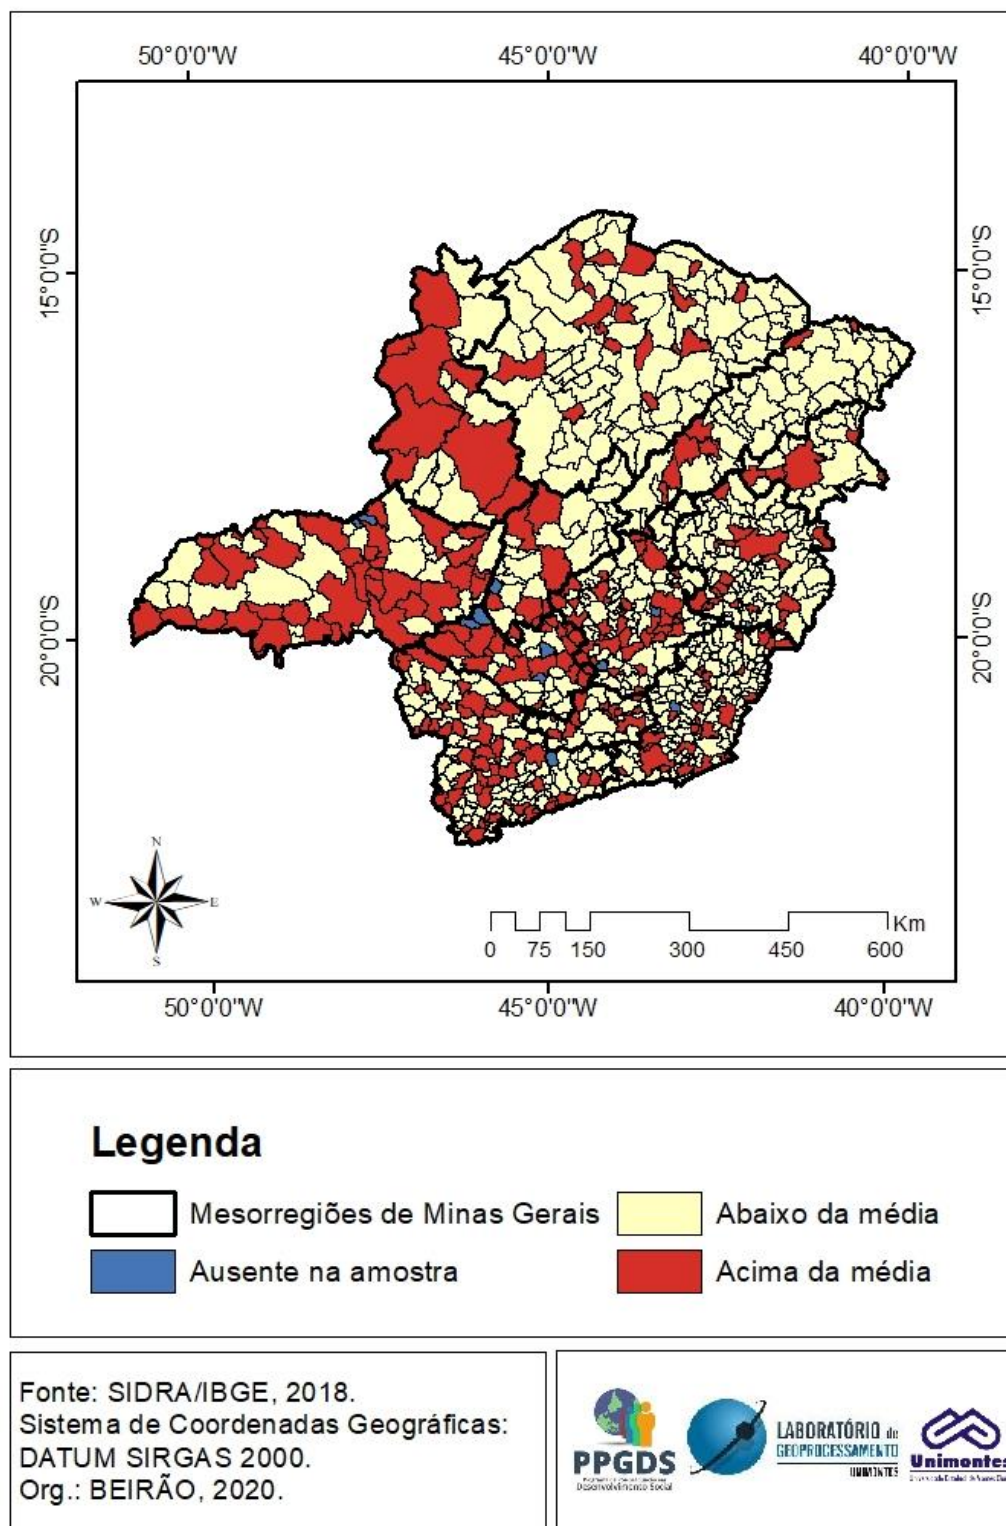 50°0'0"W 45°0'0"W 40°0'0"W
15°0'0"S 15°0'0"S
20°0'0"S 20°0'0"S
N
W E
S
Km
0 75 150 300 450 600
50°0'0"W 45°0'0"W 40°0'0"W
Legenda
Mesorregiões de Minas Gerais
Abaixo da média
Ausente na amostra
Acima da média
Fonte: SIDRA/IBGE, 2018.
Sistema de Coordenadas Geográficas:
DATUM SIRGAS 2000.
Org.: BEIRÃO, 2020.
PPGDS
Desenvolvimento Social
LABORATÓRIO de
GEOPROCESSAMENTO
UNIMONTES
Unimontes